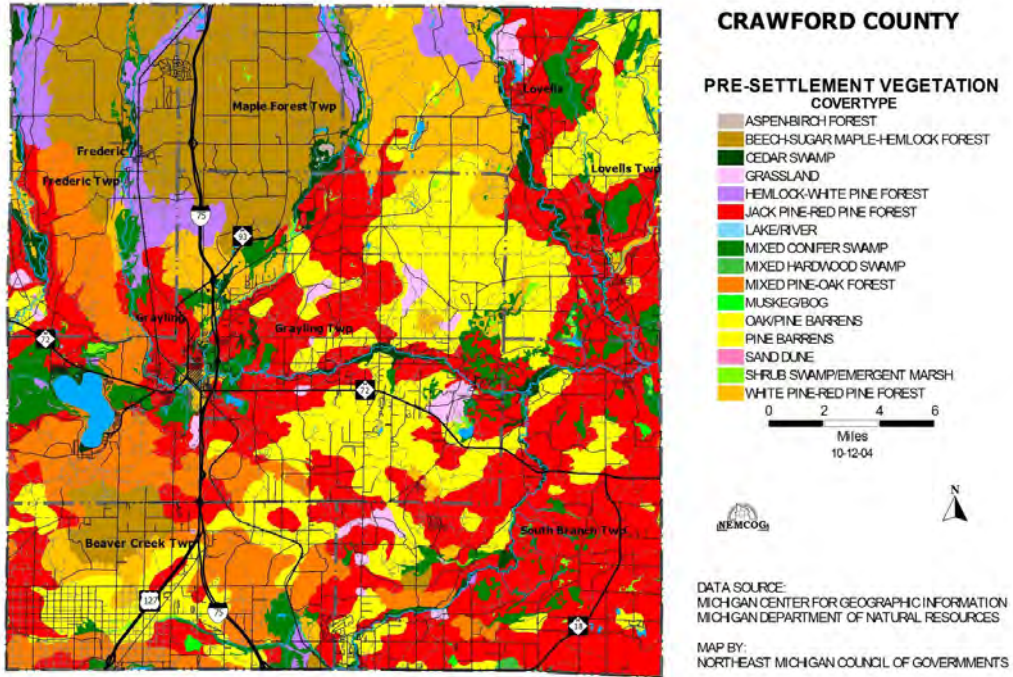 CRAWFORD COUNTY
PRE-SETTLEMENT VEGETATION
COVERTYPE
ASPEN-BIRCH FOREST
BEECH-SUGAR MAPLE-HEMLOCK FOREST
CEDAR SWAMP
GRASSLAND
HEMLOCK-WHITE PINE FOREST
JACK PINE-RED PINE FOREST
LAKE/RIVER
MIXED CONIFER SWAMP
MIXED HARDWOOD SWAMP
MIXED PINE-OAK FOREST
MUSKEG/BOG
OAK/PINE BARRENS
PINE BARRENS
SAND DUNE
SHRUB SWAMP/EMERGENT MARSH
WHITE PINE-RED PINE FOREST
0 2 4 6
Miles
10-12-04
N
NEMCOG
DATA SOURCE:
MICHIGAN CENTER FOR GEOGRAPHIC INFORMATION
MICHIGAN DEPARTMENT OF NATURAL RESOURCES
MAP BY:
NORTHEAST MICHIGAN COUNCIL OF GOVERNMENTS
Lovells
Maple Forest Twp
Frederic
Frederic Twp
Lovells Twp
75
93
Grayling
Grayling Twp
72
72
South Branch Twp
Beaver Creek Twp
127
75
18